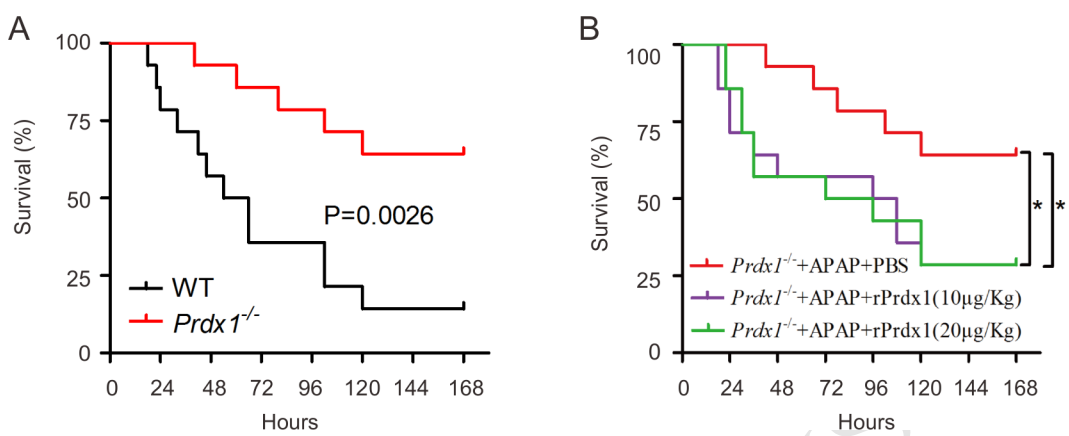 A
Survival (%)
100
75
50
25
0
P=0.0026
WT
Prdx1-/-
0 24 48 72 96 120 144 168
Hours
B
Survival (%)
100
75
50
25
0
*
*
Prdx1-/-+APAP+PBS
Prdx1-/-+APAP+rPrdx1(10µg/Kg)
Prdx1-/-+APAP+rPrdx1(20µg/Kg)
0 24 48 72 96 120 144 168
Hours